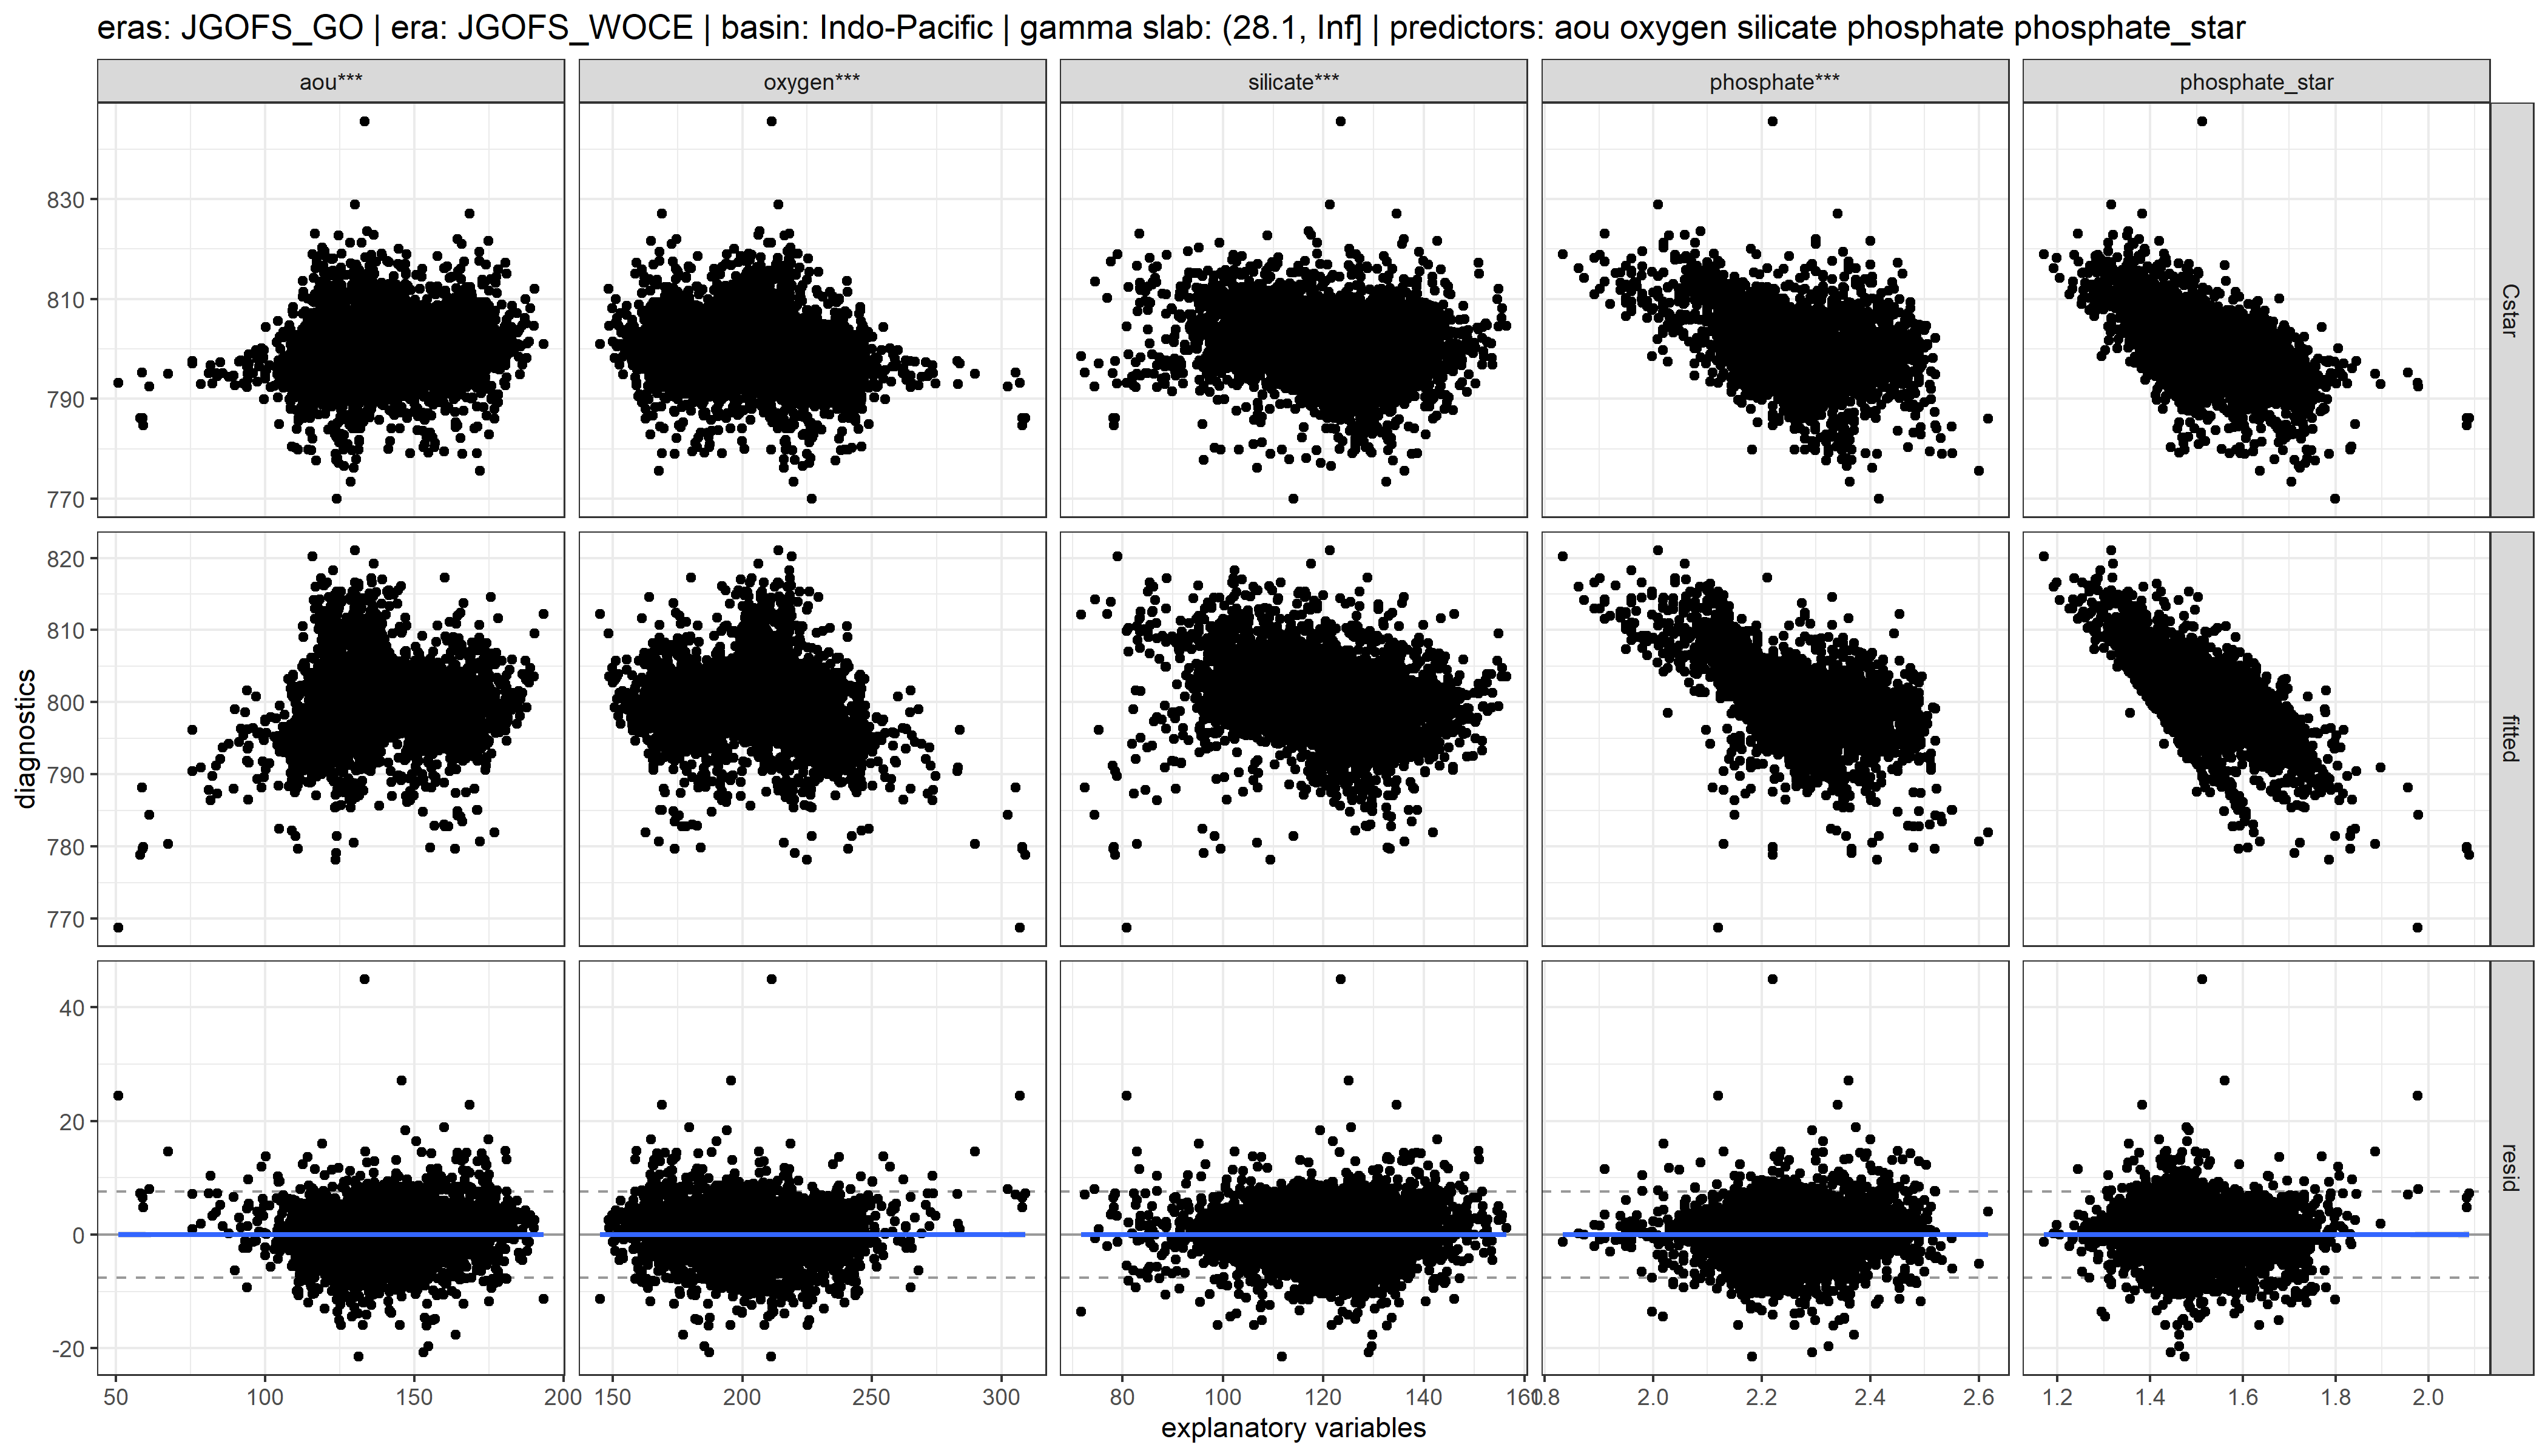 eras: JGOFS_GO | era: JGOFS_WOCE | basin: Indo-Pacific | gamma slab: (28.1, Inf] | predictors: aou oxygen silicate phosphate phosphate_star
aou*** oxygen*** silicate*** phosphate*** phosphate_star
830
810
790
770
Cstar
820
810
800
790
780
770
fitted
diagnostics
40
20
0
-20
resid
50 100 150 200 150 200 250 300 80 100 120 140 160 1.8 2.0 2.2 2.4 2.6 1.2 1.4 1.6 1.8 2.0
explanatory variables